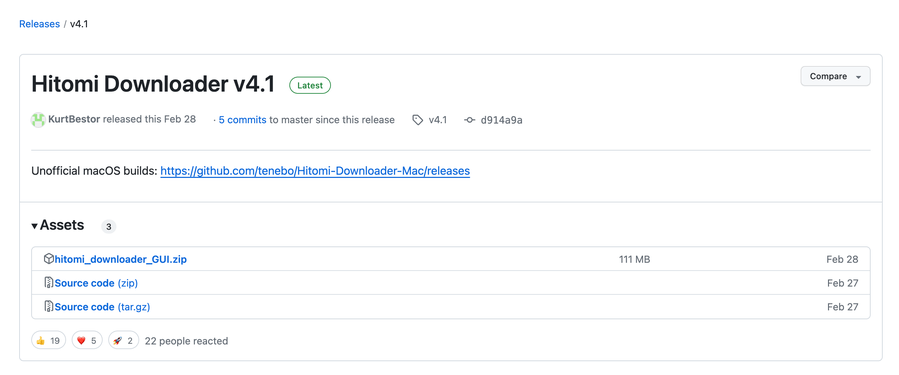 Releases / v4.1
Hitomi Downloader v4.1 Latest Compare
KurtBestor released this Feb 28 · 5 commits to master since this release v4.1 d914a9a
Unofficial macOS builds: https://github.com/tenebo/Hitomi-Downloader-Mac/releases
Assets 3
hitomi_downloader_GUI.zip 111 MB Feb 28
Source code (zip) Feb 27
Source code (tar.gz) Feb 27
👍 19 ❤️ 5 🚀 2 22 people reacted